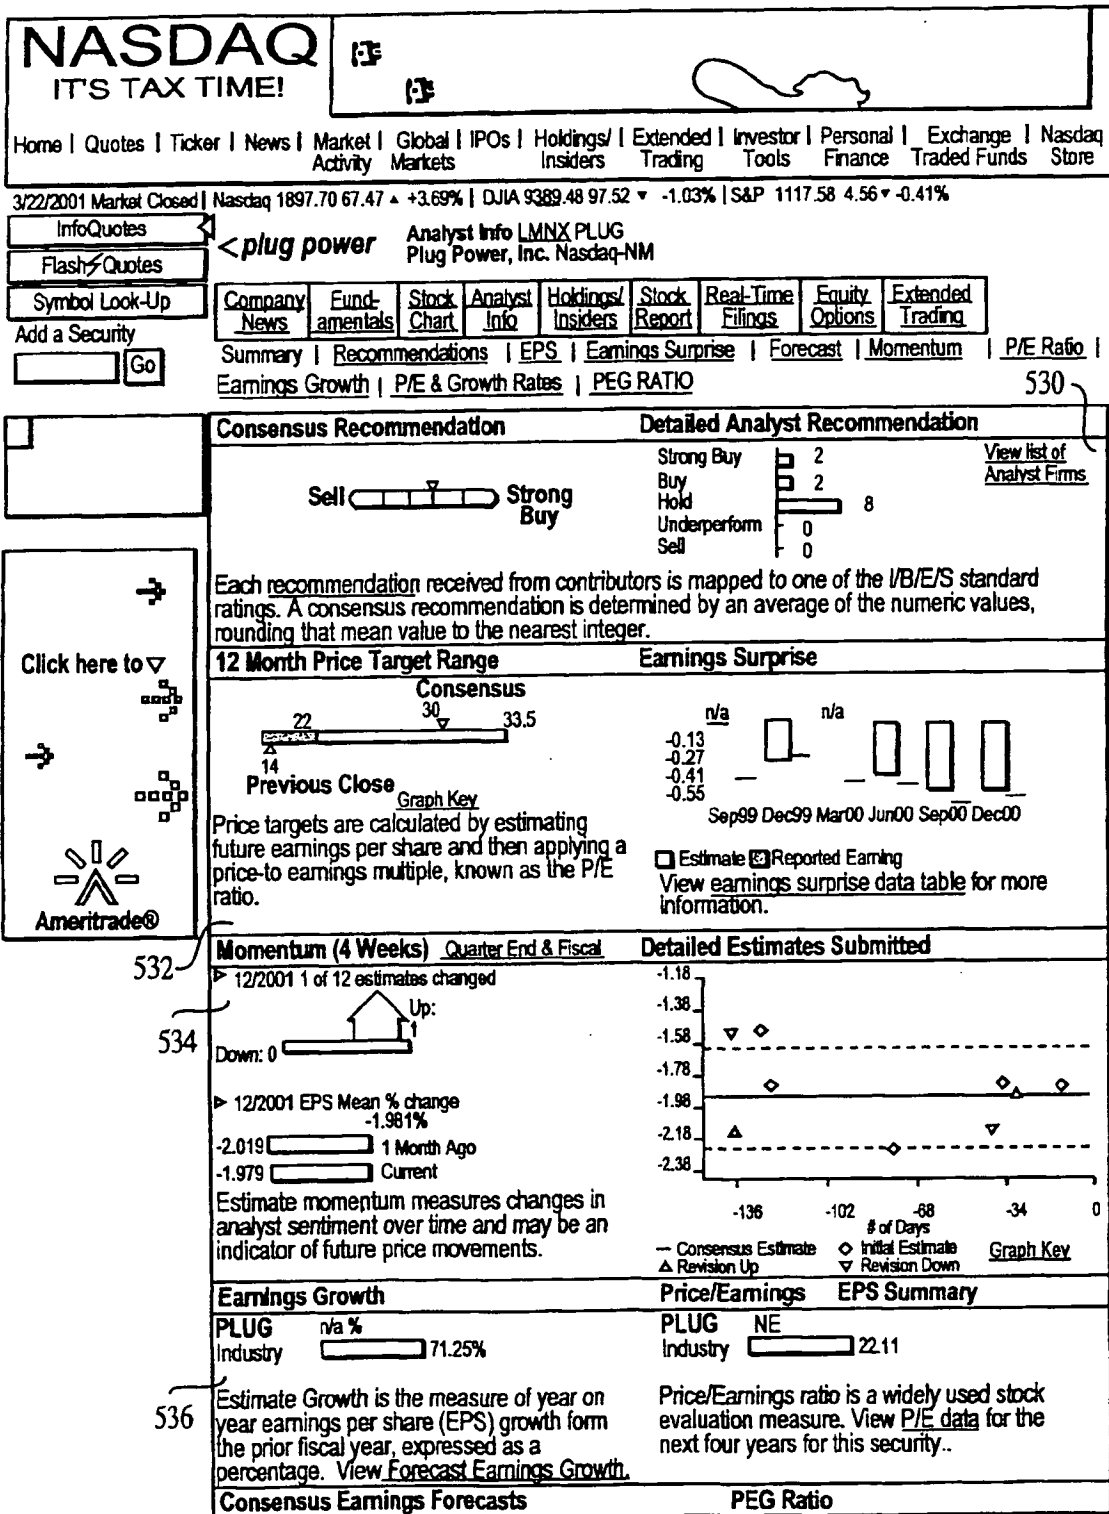 NASDAQ
IT'S TAX TIME!
Home | Quotes | Ticker | News | Market Activity | Global Markets | IPOs | Holdings/ Insiders | Extended Trading | Investor Tools | Personal Finance | Exchange Traded Funds | Nasdaq Store
3/22/2001 Market Closed | Nasdaq 1897.70 67.47 ▲ +3.69% | DJIA 9389.48 97.52 ▼ -1.03% | S&P 1117.58 4.56 ▼ -0.41%
InfoQuotes
Flash⚡Quotes
Symbol Look-Up
Add a Security
Go
<plug power
Analyst Info LMNX PLUG
Plug Power, Inc. Nasdaq-NM
Company News
Fund-amentals
Stock Chart
Analyst Info
Holdings/ Insiders
Stock Report
Real-Time Filings
Equity Options
Extended Trading
Summary | Recommendations | EPS | Earnings Surprise | Forecast | Momentum | P/E Ratio |
Earnings Growth | P/E & Growth Rates | PEG RATIO
530
Consensus Recommendation
Sell
Strong Buy
Detailed Analyst Recommendation
Strong Buy 2
Buy 2
Hold 8
Underperform 0
Sell 0
View list of
Analyst Firms
Each recommendation received from contributors is mapped to one of the I/B/E/S standard
ratings. A consensus recommendation is determined by an average of the numeric values,
rounding that mean value to the nearest integer.
Click here to ▽
Ameritrade®
12 Month Price Target Range
Consensus
22 30 33.5
14
Previous Close
Graph Key
Price targets are calculated by estimating
future earnings per share and then applying a
price-to earnings multiple, known as the P/E
ratio.
Earnings Surprise
n/a n/a
-0.13
-0.27
-0.41
-0.55
Sep99 Dec99 Mar00 Jun00 Sep00 Dec00
Estimate Reported Earning
View earnings surprise data table for more
information.
532
Momentum (4 Weeks) Quarter End & Fiscal
▷ 12/2001 1 of 12 estimates changed
Up:
1
Down: 0
534
▷ 12/2001 EPS Mean % change
-1.981%
-2.019 1 Month Ago
-1.979 Current
Estimate momentum measures changes in
analyst sentiment over time and may be an
indicator of future price movements.
Detailed Estimates Submitted
-1.18
-1.38
-1.58
-1.78
-1.98
-2.18
-2.38
-136 -102 -68 -34 0
# of Days
— Consensus Estimate ◇ Initial Estimate Graph Key
△ Revision Up ▽ Revision Down
Earnings Growth
PLUG n/a %
Industry 71.25%
536
Estimate Growth is the measure of year on
year earnings per share (EPS) growth form
the prior fiscal year, expressed as a
percentage. View Forecast Earnings Growth.
Price/Earnings EPS Summary
PLUG NE
Industry 22.11
Price/Earnings ratio is a widely used stock
evaluation measure. View P/E data for the
next four years for this security..
Consensus Earnings Forecasts
PEG Ratio